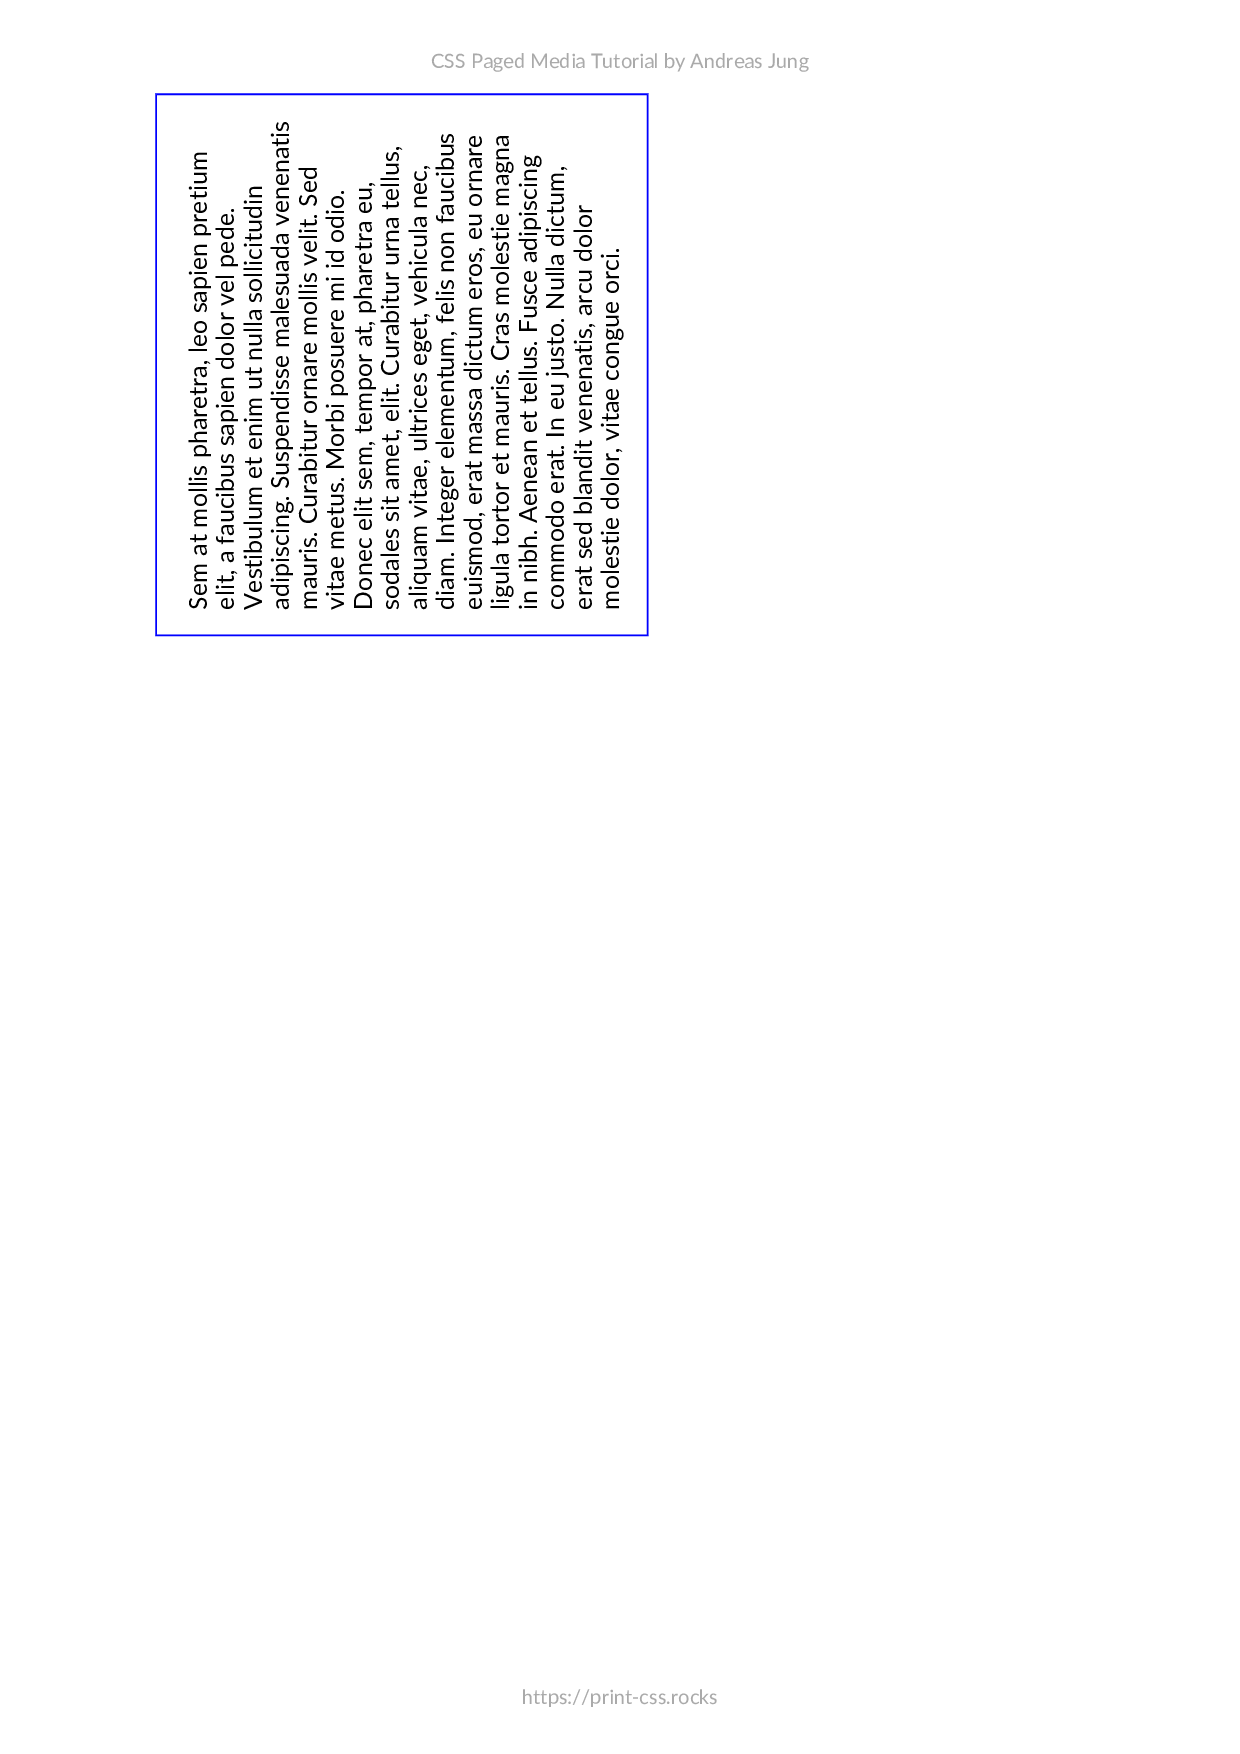 CSS Paged Media Tutorial by Andreas Jung
Sem at mollis pharetra, leo sapien pretium
elit, a faucibus sapien dolor vel pede.
Vestibulum et enim ut nulla sollicitudin
adipiscing. Suspendisse malesuada venenatis
mauris. Curabitur ornare mollis velit. Sed
vitae metus. Morbi posuere mi id odio.
Donec elit sem, tempor at, pharetra eu,
sodales sit amet, elit. Curabitur urna tellus,
aliquam vitae, ultrices eget, vehicula nec,
diam. Integer elementum, felis non faucibus
euismod, erat massa dictum eros, eu ornare
ligula tortor et mauris. Cras molestie magna
in nibh. Aenean et tellus. Fusce adipiscing
commodo erat. In eu justo. Nulla dictum,
erat sed blandit venenatis, arcu dolor
molestie dolor, vitae congue orci.
https://print-css.rocks